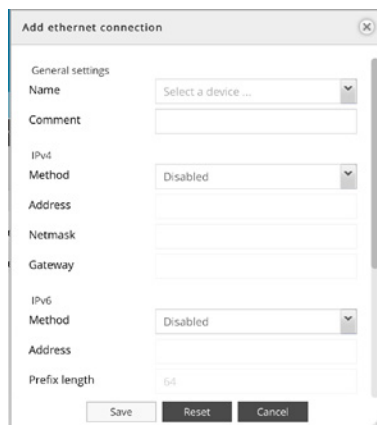 Add ethernet connection
General settings
Name Select a device ...
Comment
IPv4
Method Disabled
Address
Netmask
Gateway
IPv6
Method Disabled
Address
Prefix length 64
Save Reset Cancel